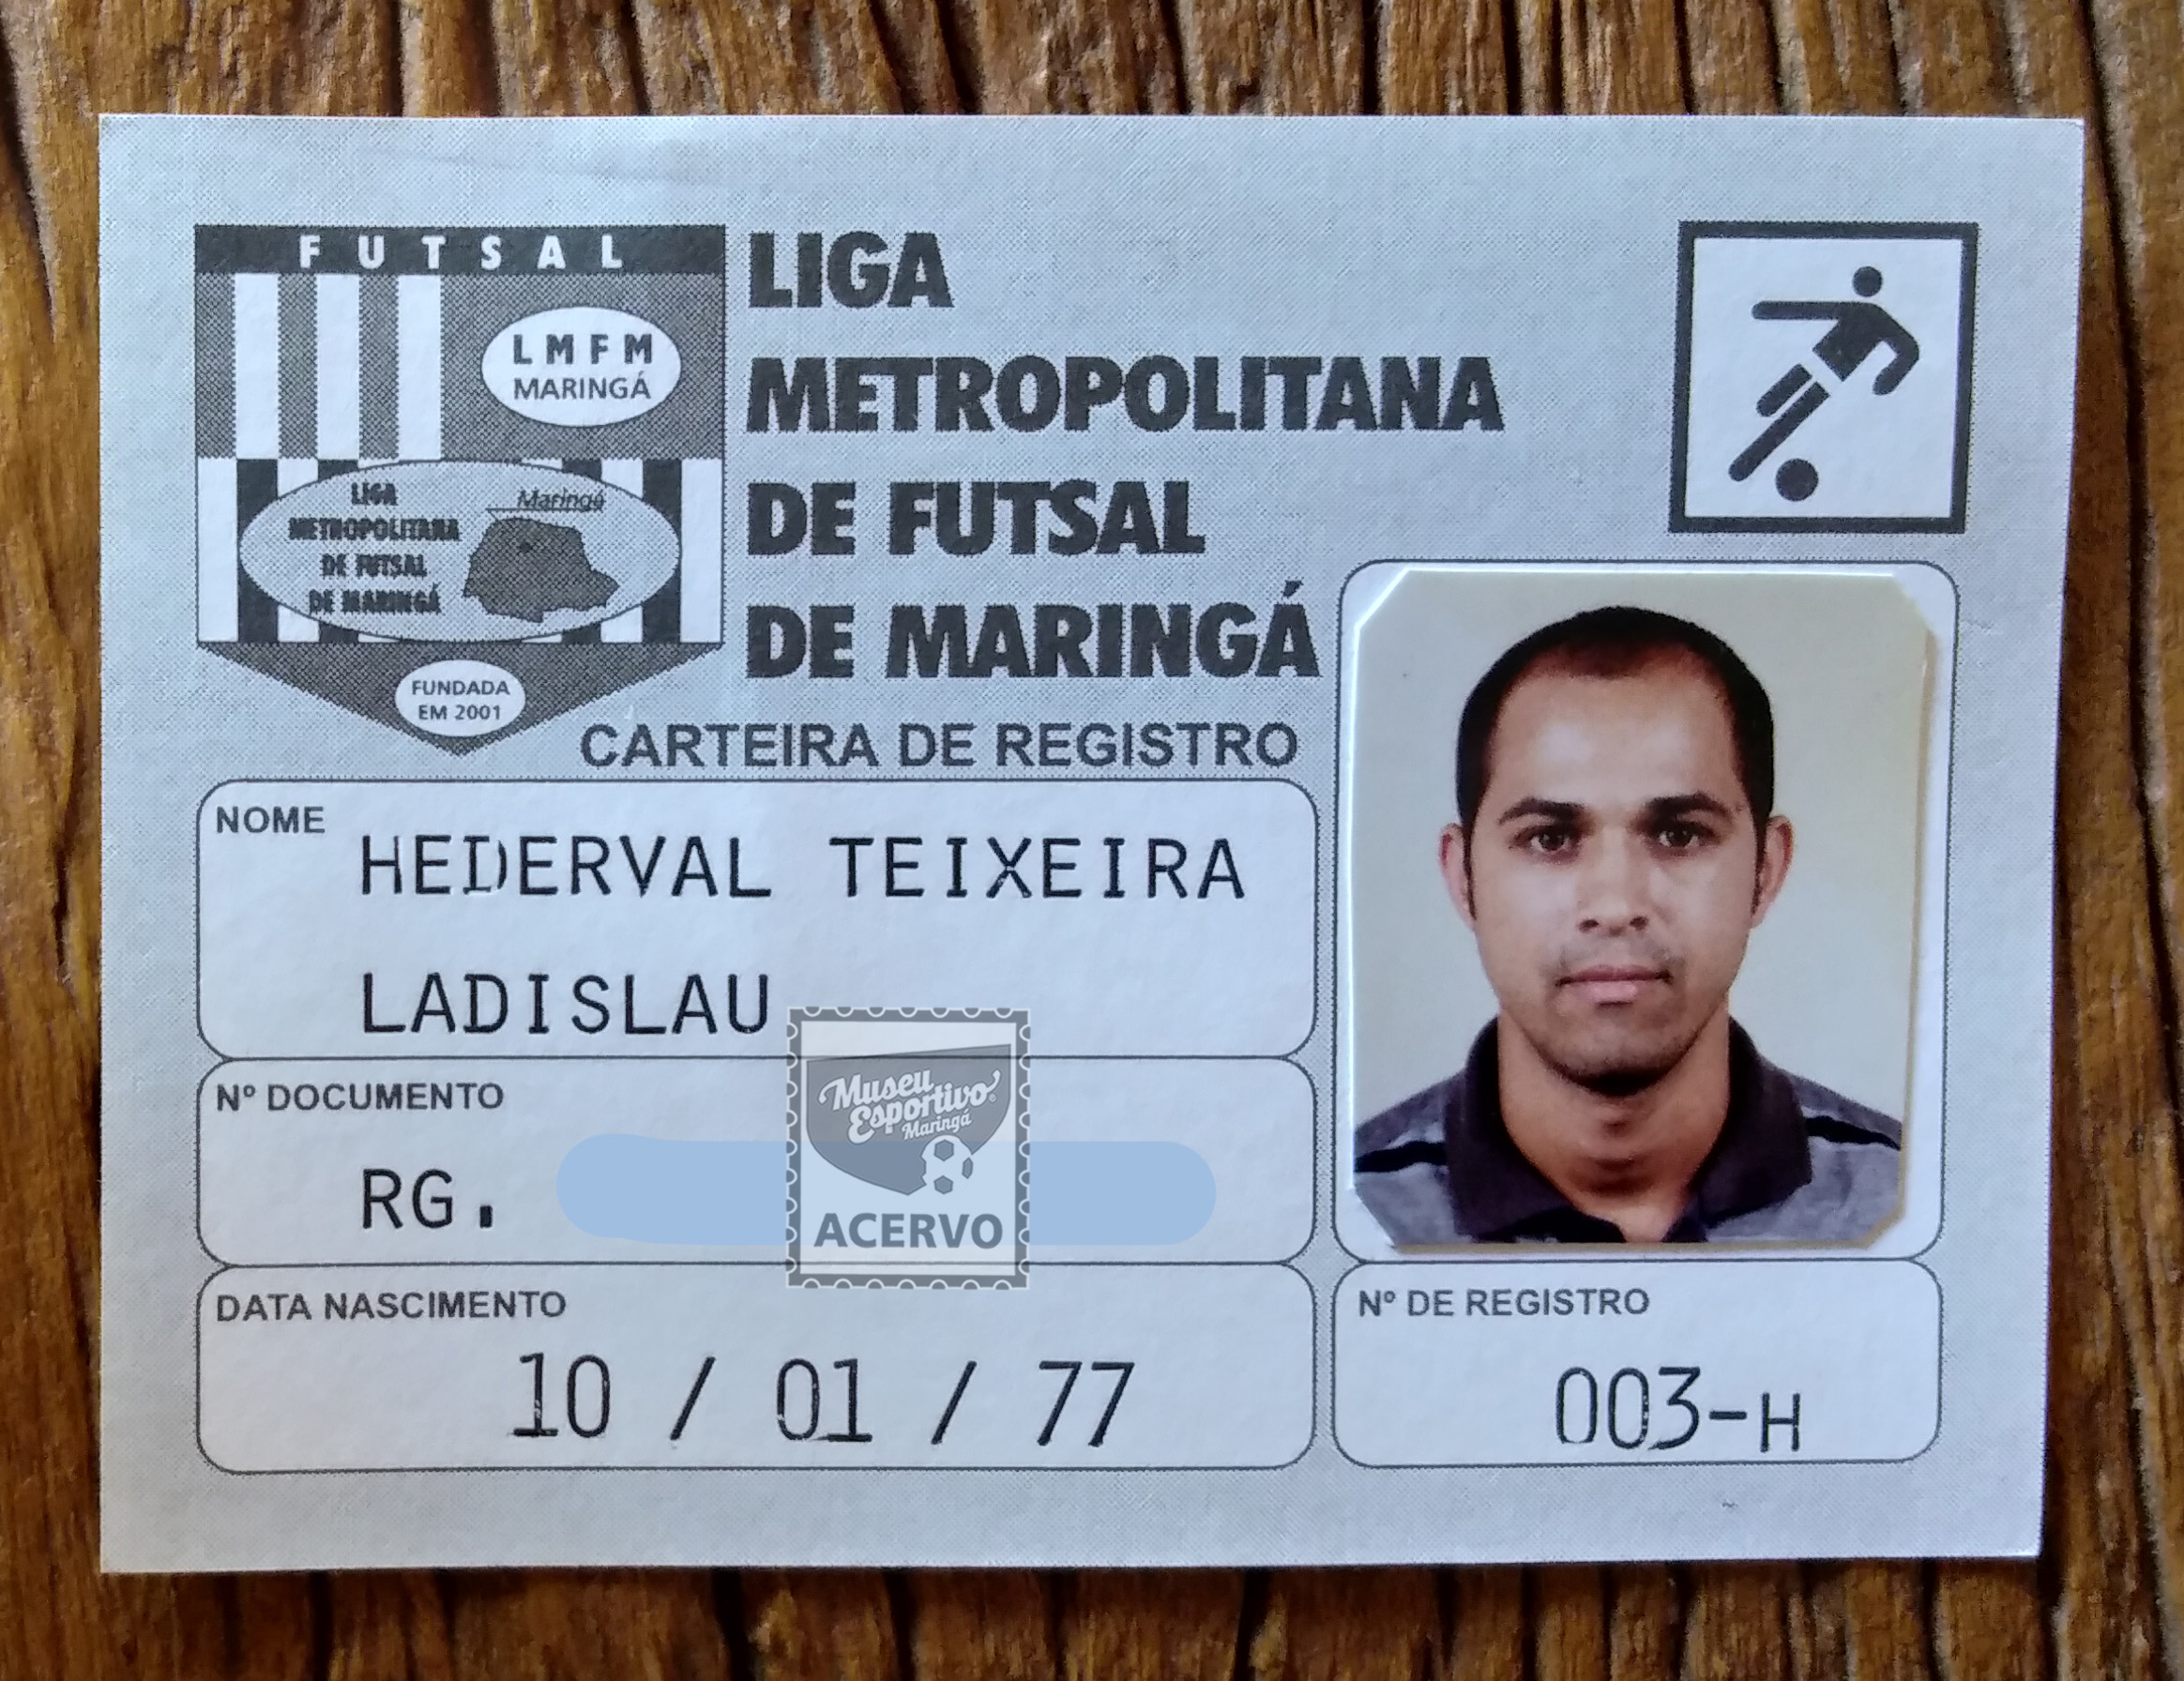 FUTSAL
LMFM
MARINGÁ
LIGA
METROPOLITANA
DE FUTSAL
DE MARINGÁ
Maringá
FUNDADA
EM 2001
LIGA
METROPOLITANA
DE FUTSAL
DE MARINGÁ
CARTEIRA DE REGISTRO
NOME
HEDERVAL TEIXEIRA
LADISLAU
Nº DOCUMENTO
RG.
Museu
Esportivo
Maringá
ACERVO
DATA NASCIMENTO
10 / 01 / 77
Nº DE REGISTRO
003-H